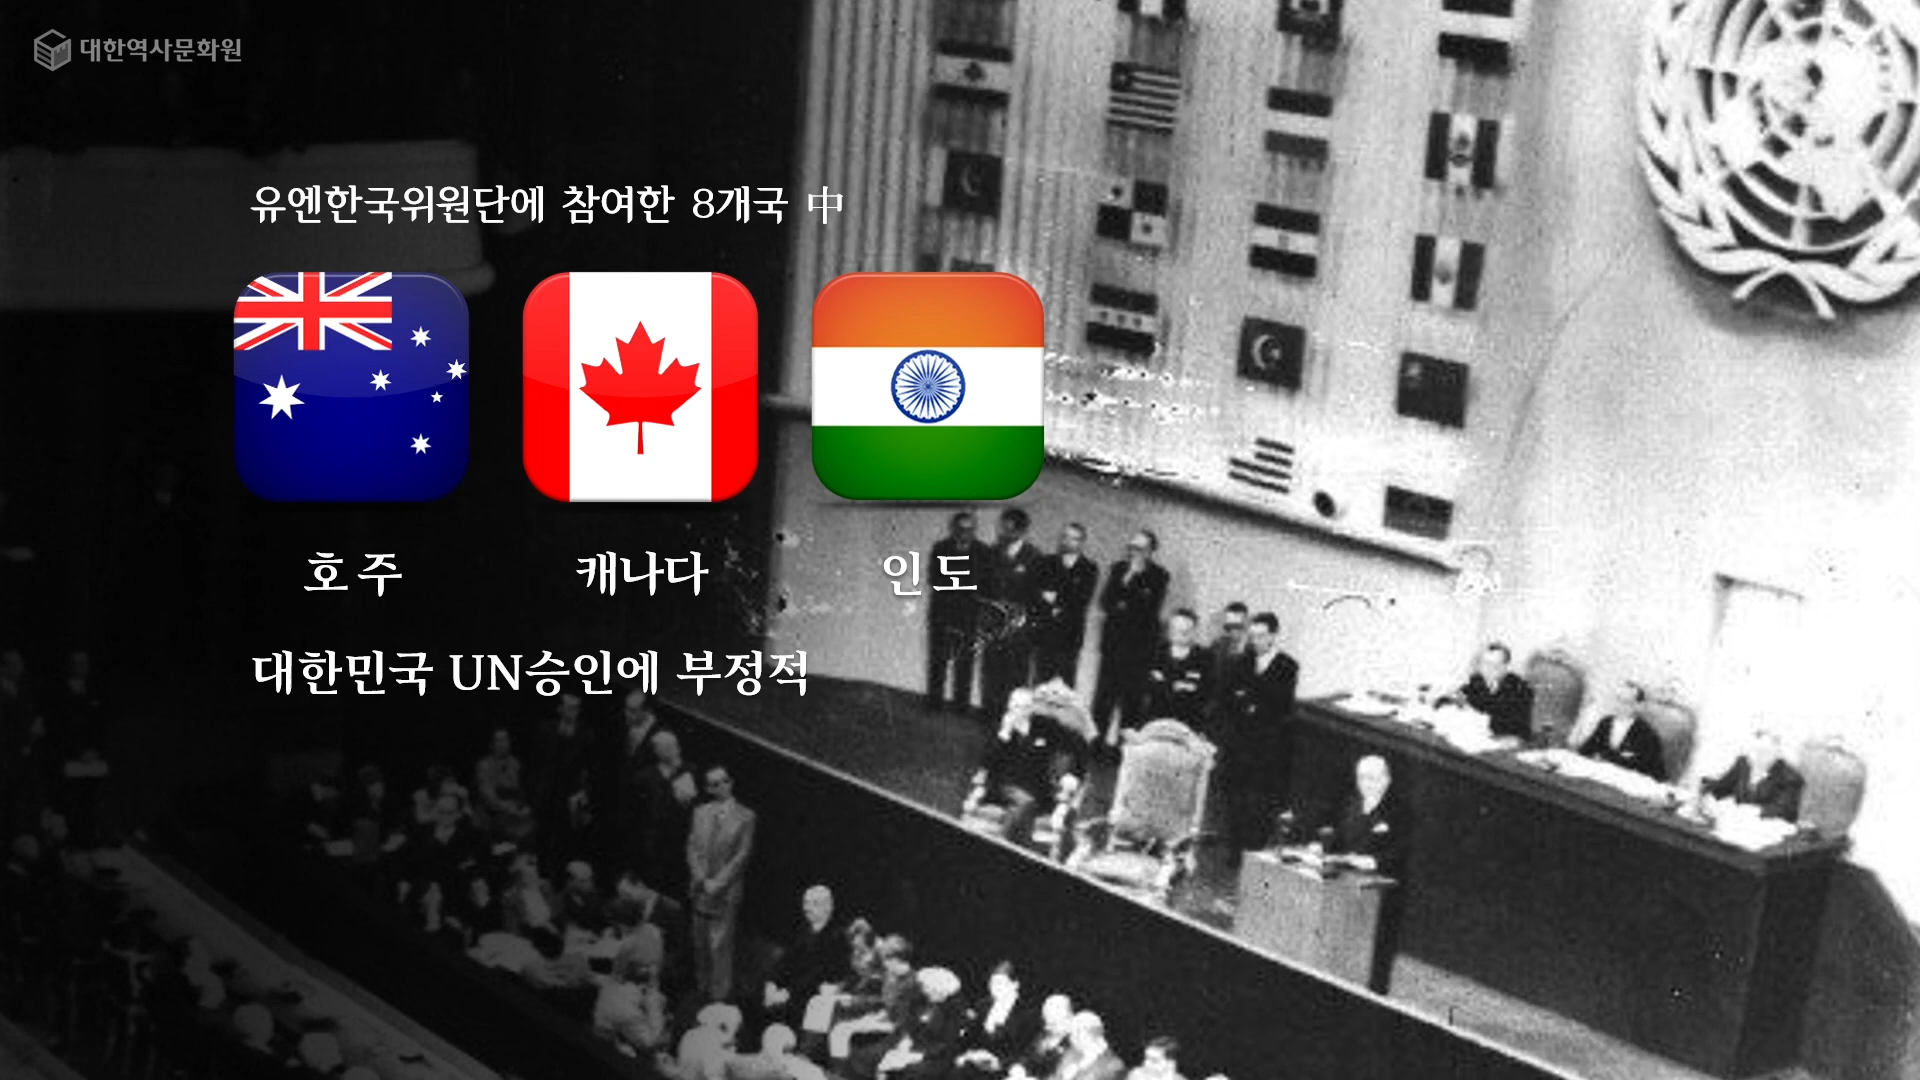 대한역사문화원
유엔한국위원단에 참여한 8개국 中
호주
캐나다
인도
대한민국 UN승인에 부정적